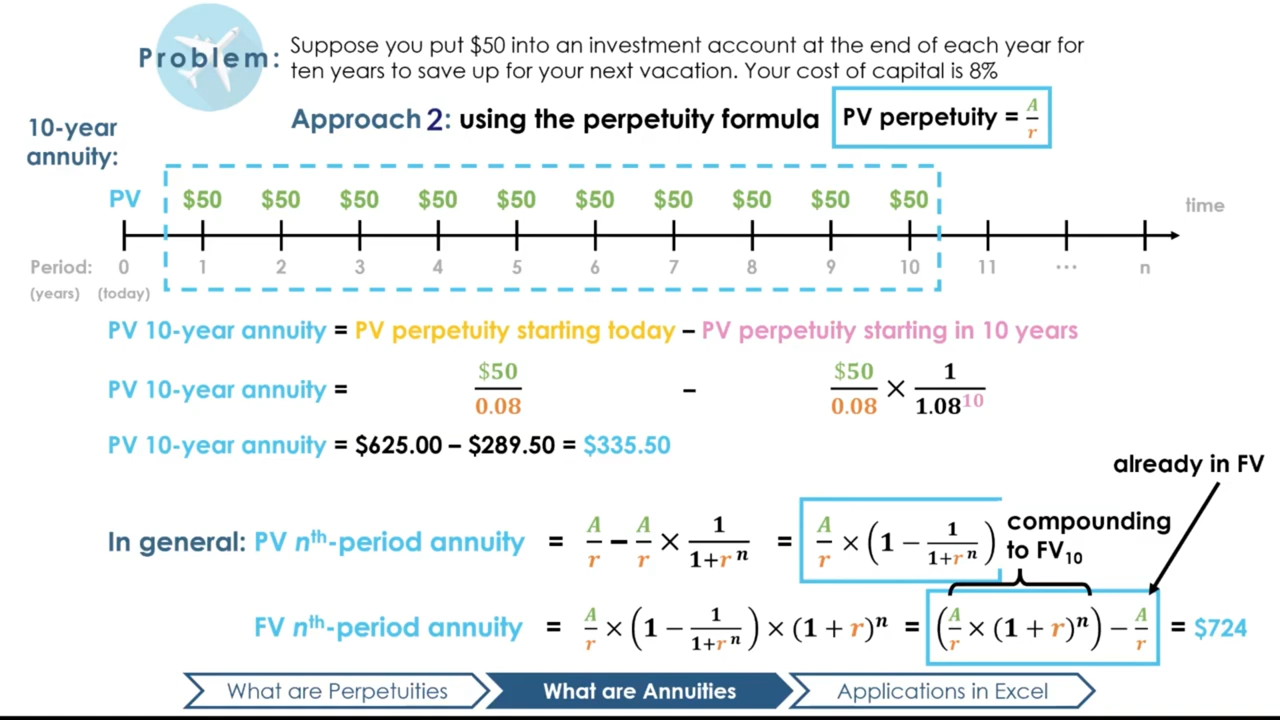 Problem: Suppose you put $50 into an investment account at the end of each year for
ten years to save up for your next vacation. Your cost of capital is 8%
Approach 2: using the perpetuity formula PV perpetuity = A/r
10-year
annuity:
PV $50 $50 $50 $50 $50 $50 $50 $50 $50 $50 time
Period: 0 1 2 3 4 5 6 7 8 9 10 11 ... n
(years) (today)
PV 10-year annuity = PV perpetuity starting today – PV perpetuity starting in 10 years
PV 10-year annuity = $50/0.08 – $50/0.08 × 1/1.08^10
PV 10-year annuity = $625.00 – $289.50 = $335.50
already in FV
In general: PV nth-period annuity = A/r – A/r × 1/1+r^n = A/r × (1 − 1/1+r^n)
compounding
to FV10
FV nth-period annuity = A/r × (1 − 1/1+r^n) × (1 + r)^n = (A/r × (1 + r)^n) − A/r = $724
What are Perpetuities What are Annuities Applications in Excel